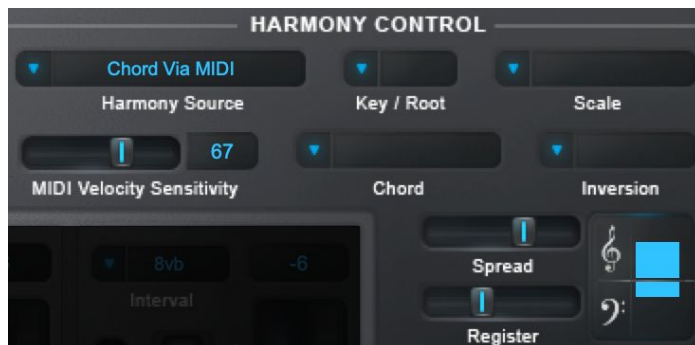 HARMONY CONTROL
Chord Via MIDI
Harmony Source Key / Root Scale
67
MIDI Velocity Sensitivity Chord Inversion
8vb -6
Interval
Spread
Register